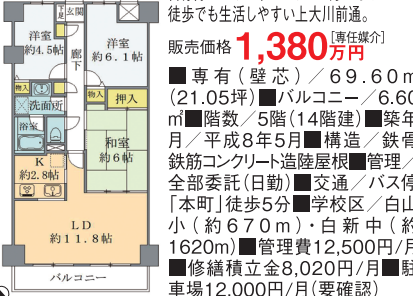 下足
玄関
洋室
約4.5帖
洋室
約6.1帖
廊下
物入
物入
押入
洗面所
浴室
和室
約6帖
K
約2.8帖
LD
約11.8帖
バルコニー
徒歩でも生活しやすい上大川前通。
販売価格1,380万円[専任媒介]
■専有(壁芯)／69.60m
(21.05坪)■バルコニー／6.60
㎡■階数／5階(14階建)■築年
月／平成8年5月■構造／鉄骨
鉄筋コンクリート造陸屋根■管理／
全部委託(日勤)■交通／バス停
「本町」徒歩5分■学校区／白山
小(約670m)・白新中(約
1620m)■管理費12,500円/月
■修繕積立金8,020円/月■駐
車場12,000円/月(要確認)